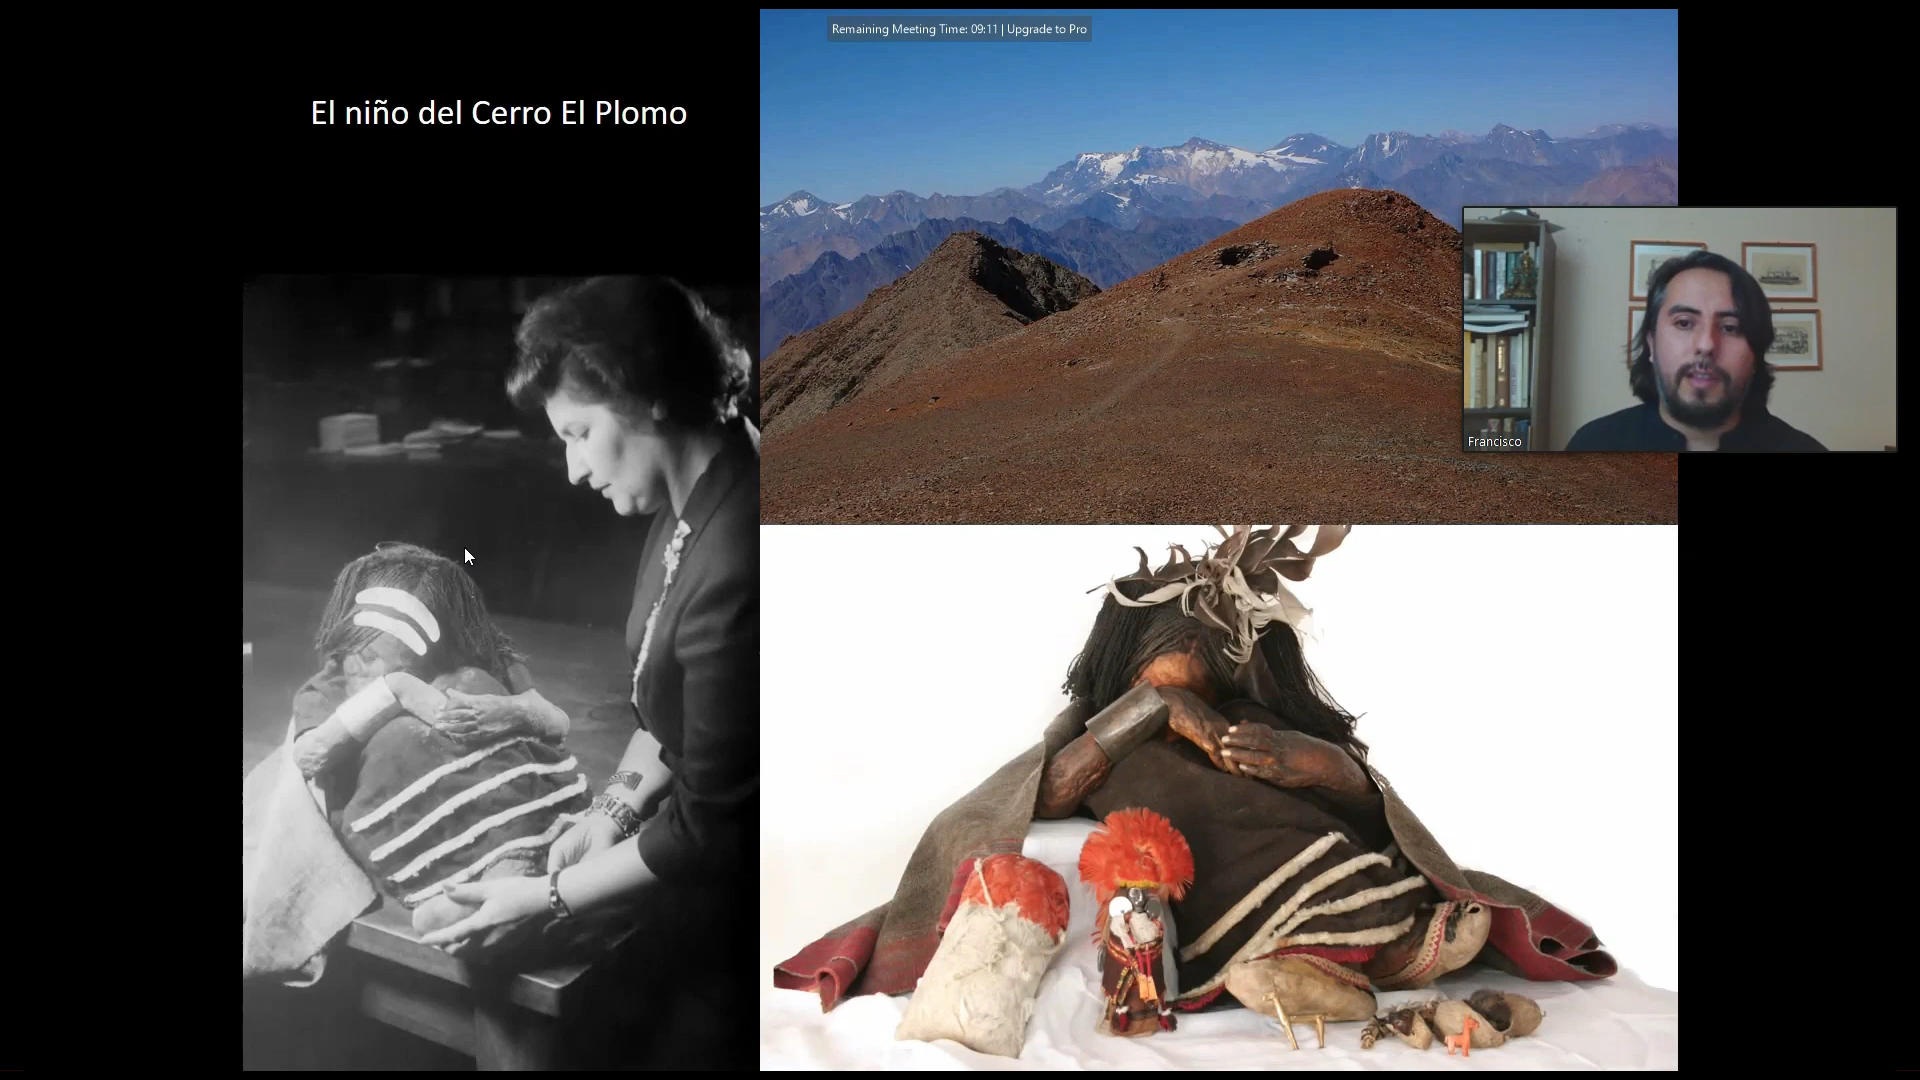 Remaining Meeting Time: 09:11 | Upgrade to Pro
El niño del Cerro El Plomo
Francisco